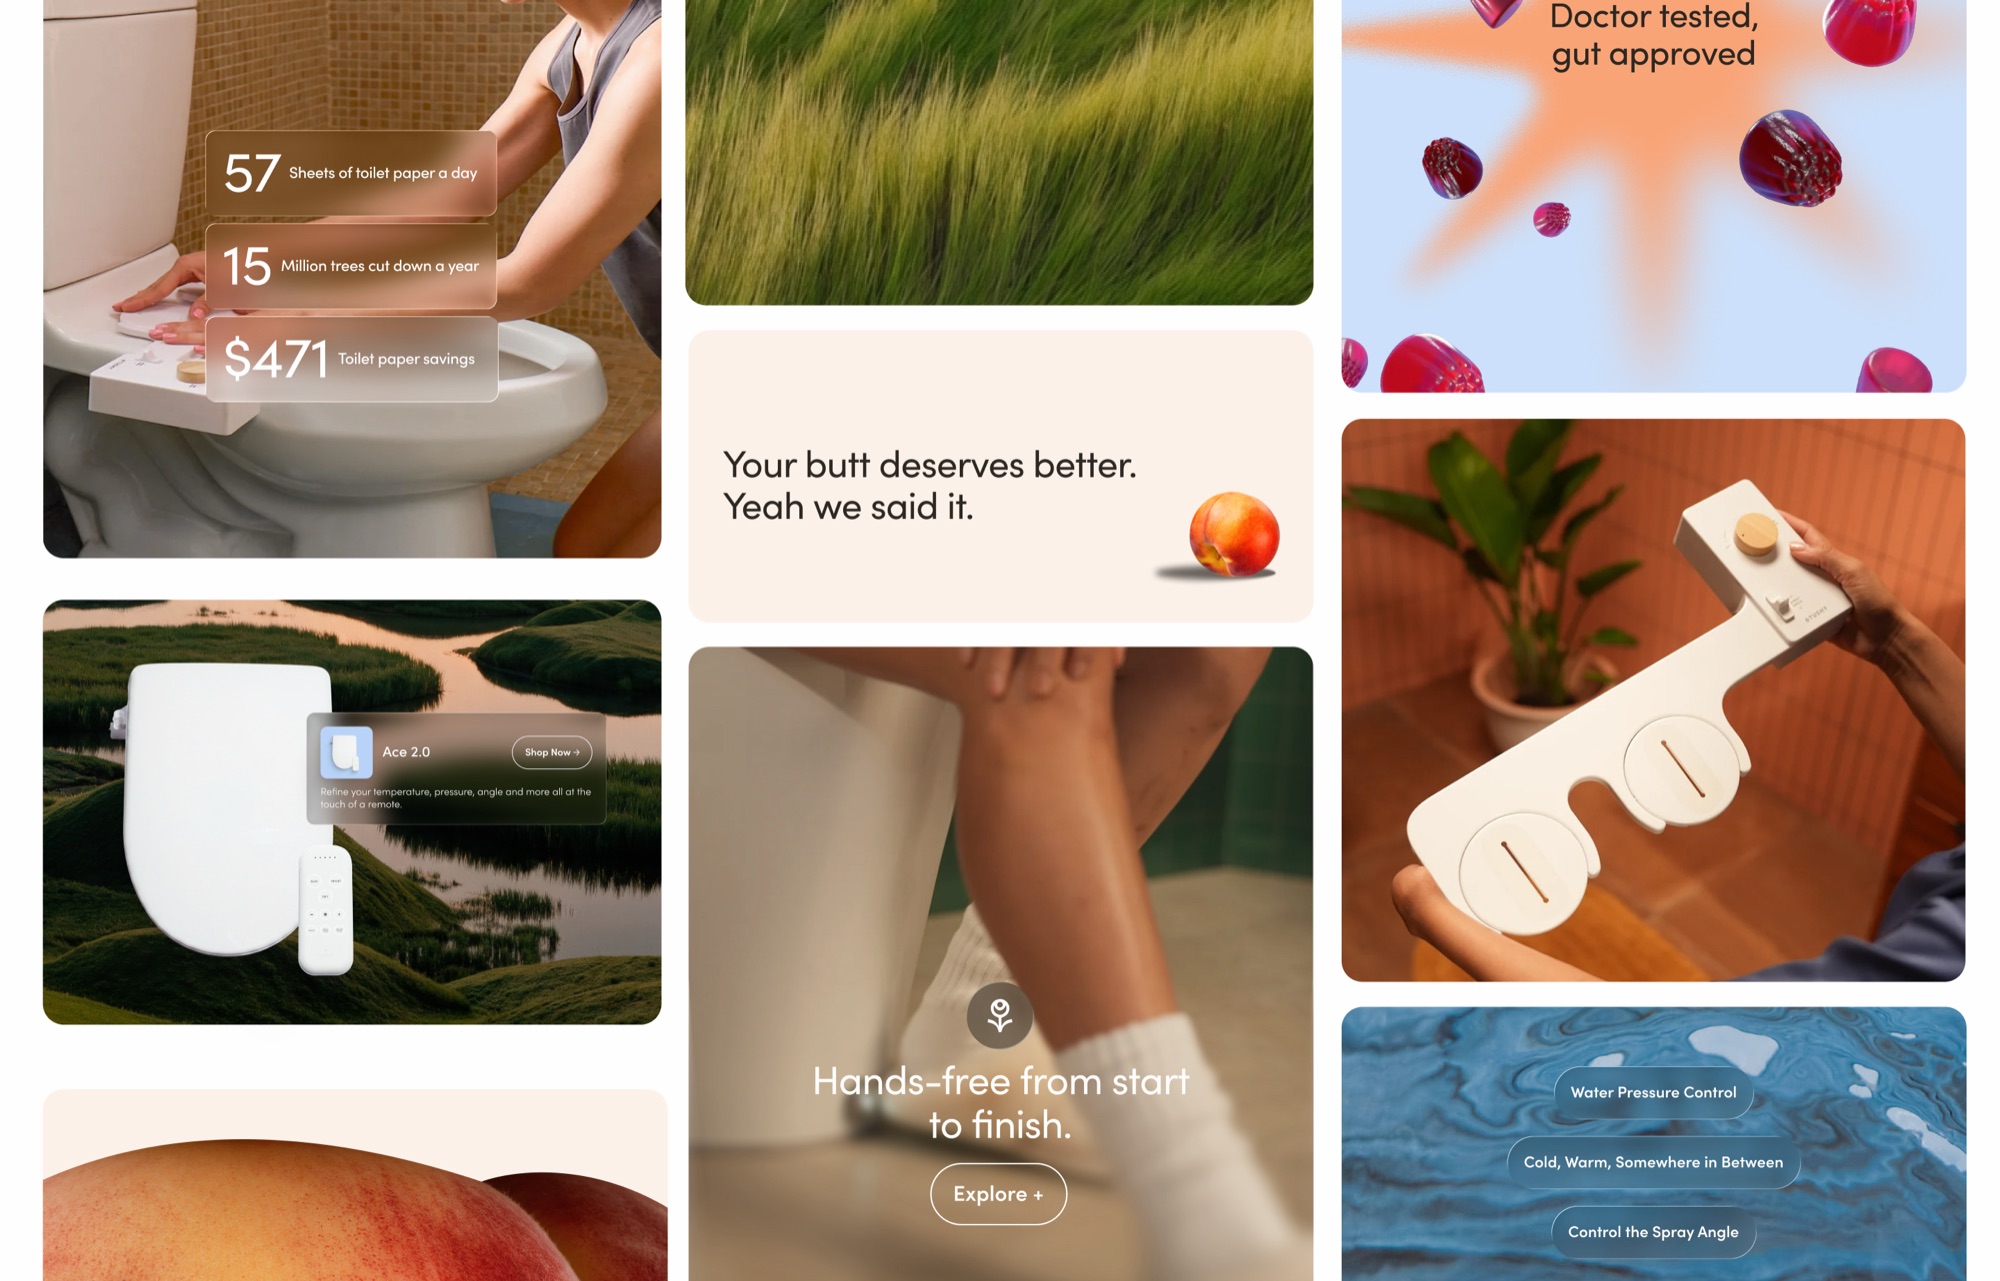 57 Sheets of toilet paper a day
15 Million trees cut down a year
$471 Toilet paper savings
Ace 2.0
Shop Now →
Refine your temperature, pressure, angle and more all at the
touch of a remote.
Your butt deserves better.
Yeah we said it.
Hands-free from start
to finish.
Explore +
Doctor tested,
gut approved
TUSHY
Water Pressure Control
Cold, Warm, Somewhere in Between
Control the Spray Angle